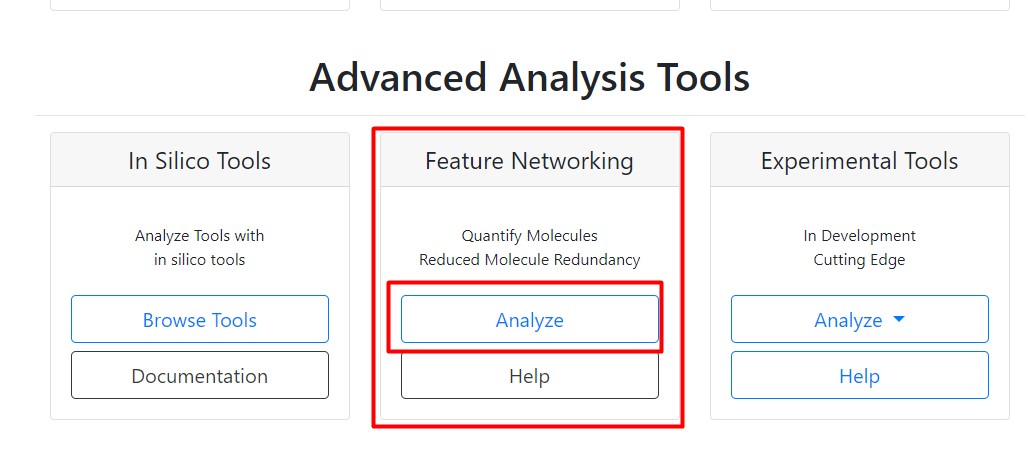 Advanced Analysis Tools
In Silico Tools
Analyze Tools with
in silico tools
Browse Tools
Documentation
Feature Networking
Quantify Molecules
Reduced Molecule Redundancy
Analyze
Help
Experimental Tools
In Development
Cutting Edge
Analyze
Help